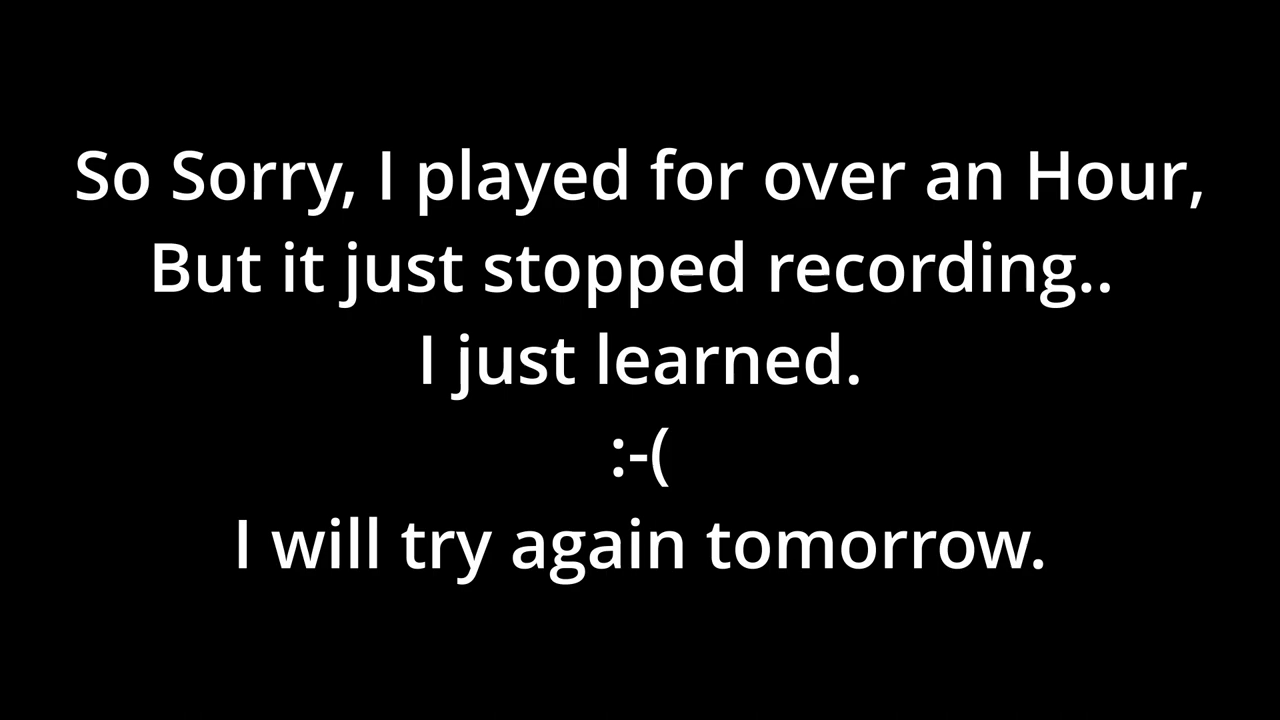 So Sorry, I played for over an Hour,
But it just stopped recording..
I just learned.
:-(
I will try again tomorrow.